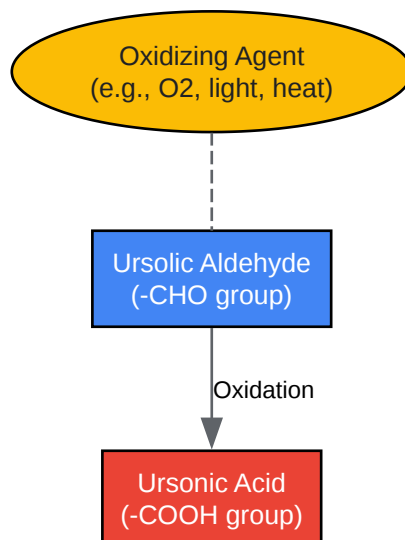 Oxidizing Agent
(e.g., O2, light, heat)
Ursolic Aldehyde
(-CHO group)
Oxidation
Ursonic Acid
(-COOH group)